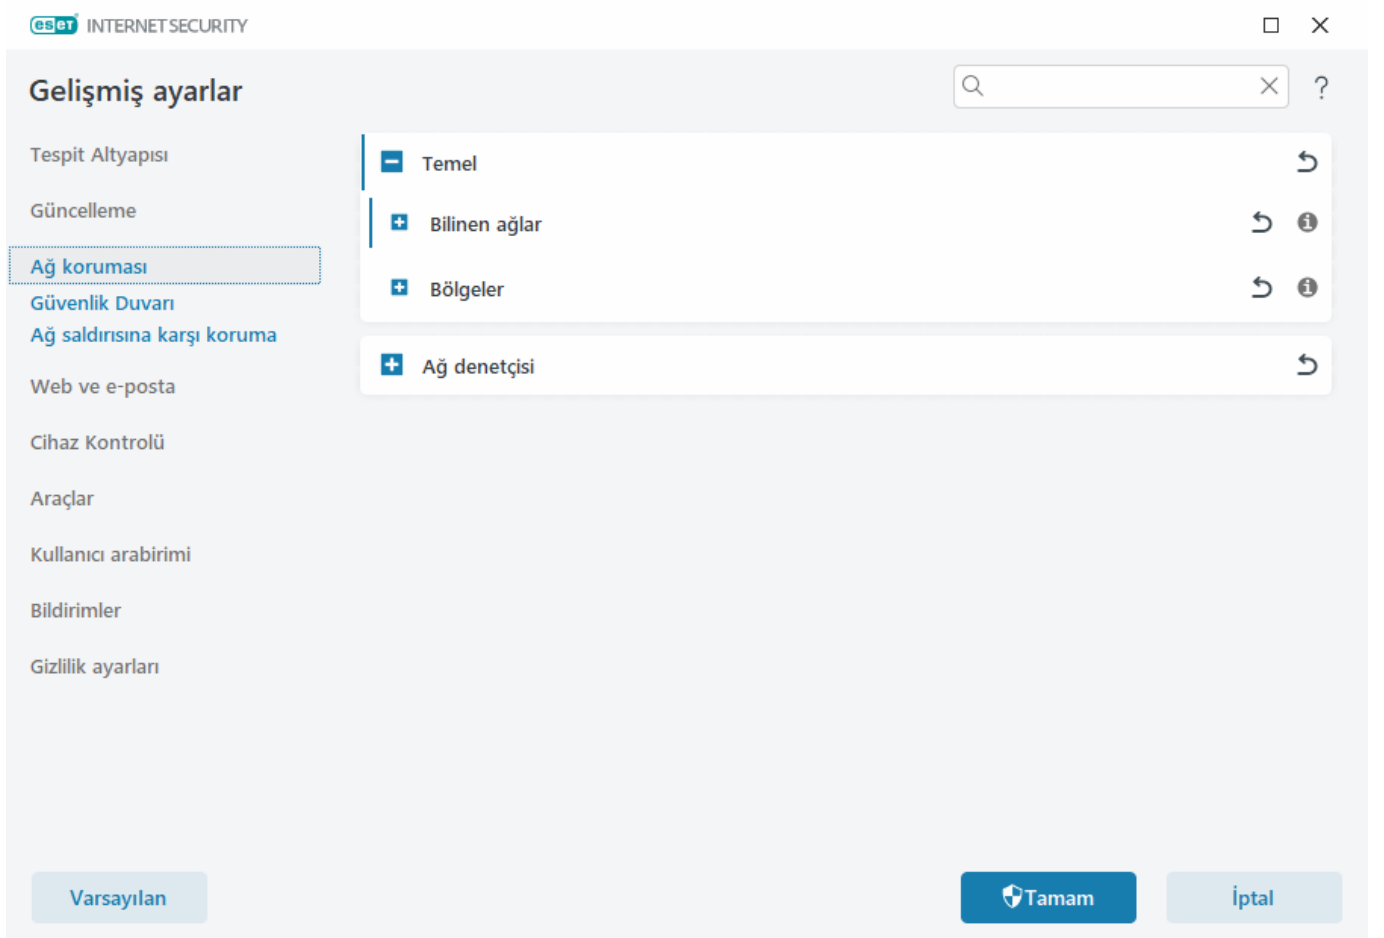 eseT INTERNET SECURITY
Gelişmiş ayarlar
?
Tespit Altyapısı
Güncelleme
Ağ koruması
Güvenlik Duvarı
Ağ saldırısına karşı koruma
Web ve e-posta
Cihaz Kontrolü
Araçlar
Kullanıcı arabirimi
Bildirimler
Gizlilik ayarları
Temel
Bilinen ağlar
Bölgeler
Ağ denetçisi
Varsayılan
Tamam
İptal